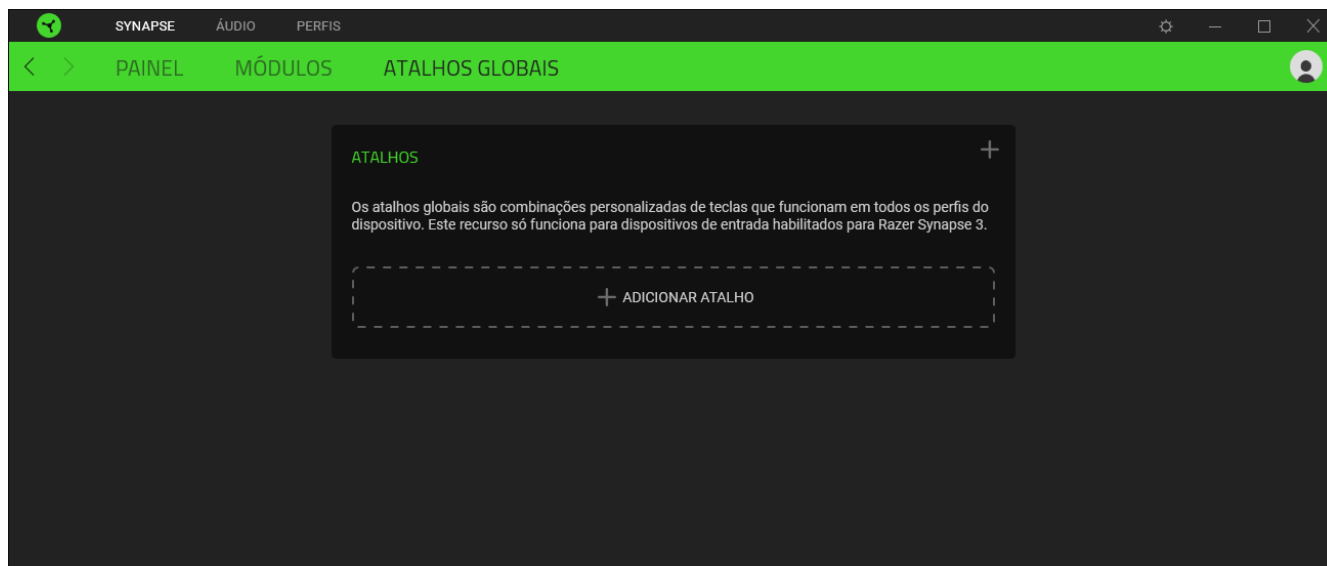 SYNAPSE ÁUDIO PERFIS
PAINEL MÓDULOS ATALHOS GLOBAIS
ATALHOS
Os atalhos globais são combinações personalizadas de teclas que funcionam em todos os perfis do
dispositivo. Este recurso só funciona para dispositivos de entrada habilitados para Razer Synapse 3.
ADICIONAR ATALHO